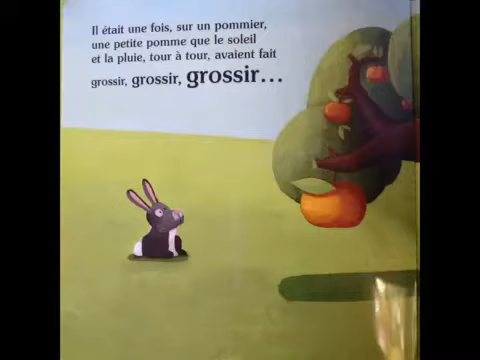 Il était une fois, sur un pommier,
une petite pomme que le soleil
et la pluie, tour à tour, avaient fait
grossir, grossir, grossir...